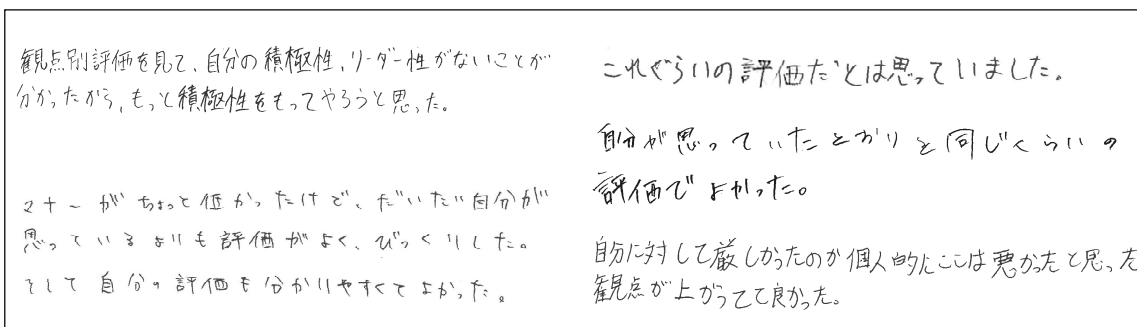 観点別評価を見て、自分の積極性、リーダー性がないことが
分かったから、もっと積極性をもってやろうと思った。
マナーがちょっと低かったけど、だいたい自分が
思っているよりも評価がよく、びっくりした。
そして自分の評価も分かりやすくてよかった。
これぐらいの評価だとは思っていました。
自分が思っていたとおりと同じくらいの
評価でよかった。
自分に対して厳しかったのか個人的にここは悪かったと思った
観点が上がってて良かった。